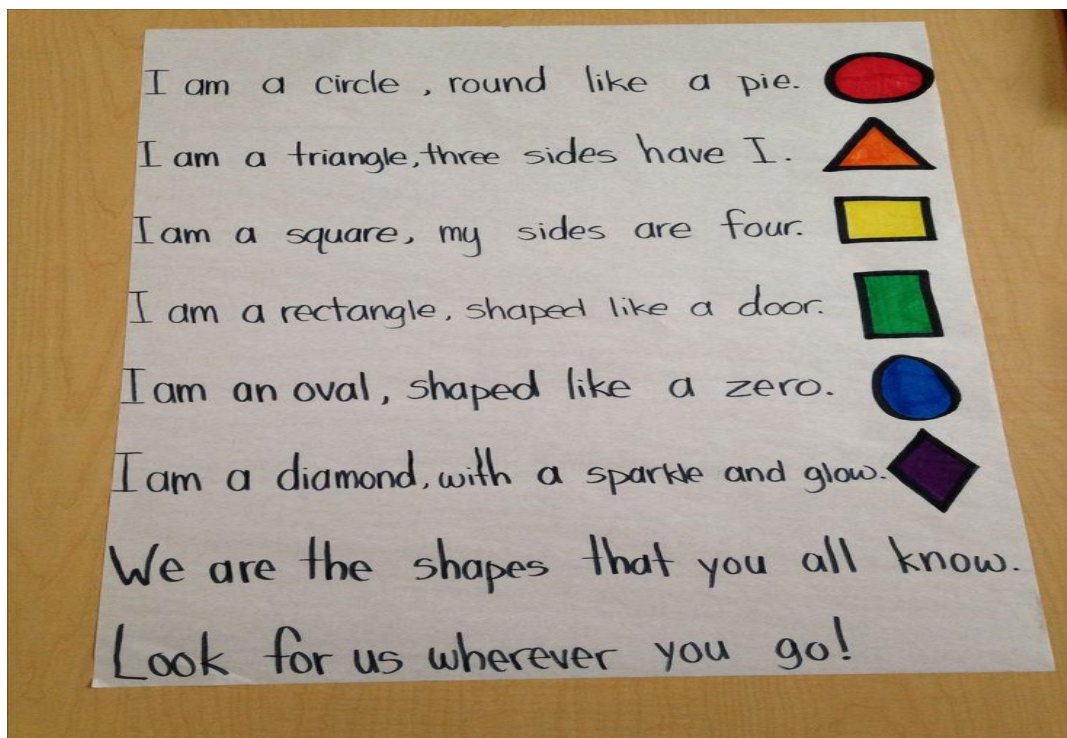 I am a circle , round like a pie.
I am a triangle, three sides have I.
I am a square, my sides are four.
I am a rectangle, shaped like a door.
I am an oval, shaped like a zero.
I am a diamond, with a sparkle and glow.
We are the shapes that you all know.
Look for us wherever you go!